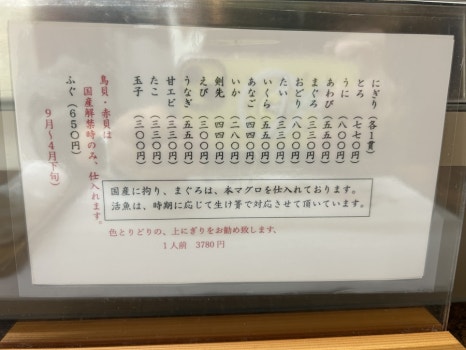 にぎり（各1貫）
とろ（七七〇円）
うに（八〇〇円）
あわび（五五〇円）
まぐろ（三三〇円）
おどり（八〇〇円）
たい（三三〇円）
いくら（五五〇円）
あなご（四四〇円）
いか（二八〇円）
剣先（四四〇円）
えび（三〇〇円）
うなぎ（五五〇円）
甘エビ（三三〇円）
たこ（三三〇円）
玉子（二二〇円）
鳥貝・赤貝は
国産解禁時のみ、仕入れます。
ふぐ（650円）
9月〜4月下旬）
国産に拘り、まぐろは、本マグロを仕入れております。
活魚は、時期に応じて生け簀で対応させて頂いています。
色とりどりの、上にぎりをお勧め致します。
1人前 3780円